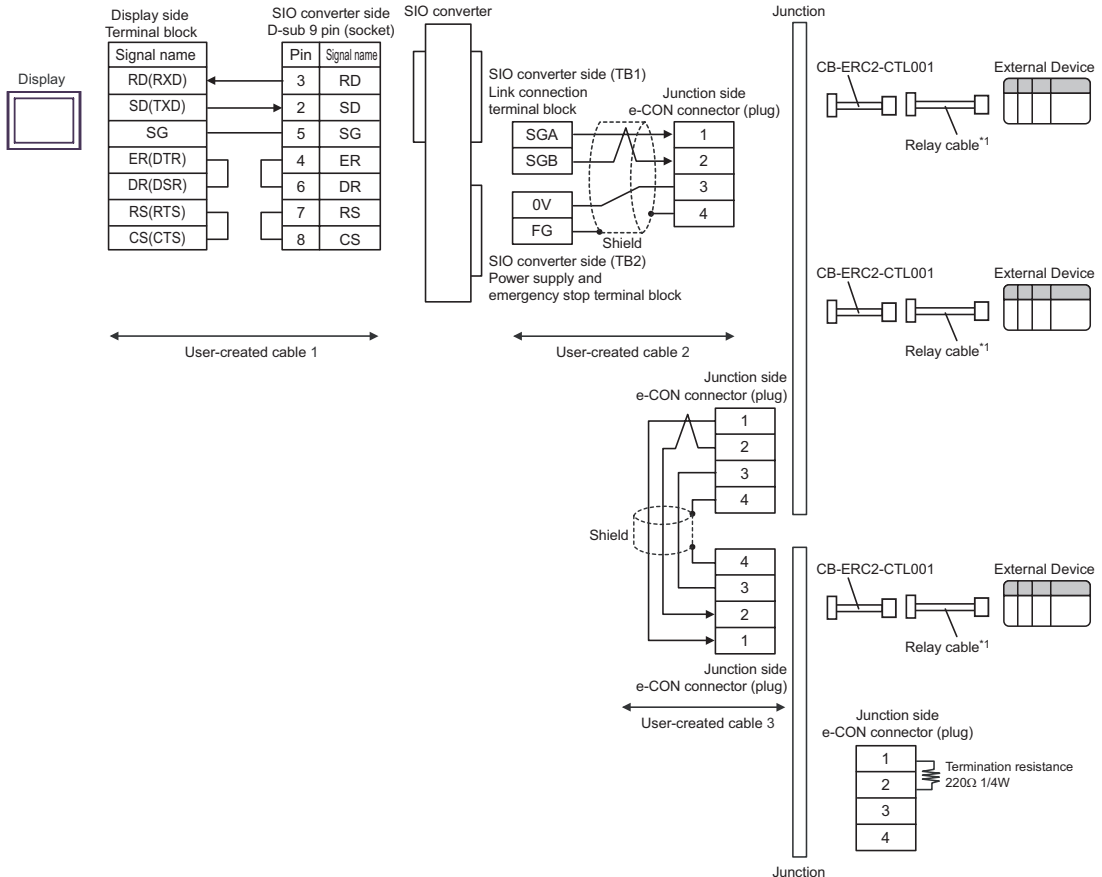 Display
Display side
Terminal block
Signal name
RD(RXD)
SD(TXD)
SG
ER(DTR)
DR(DSR)
RS(RTS)
CS(CTS)
SIO converter side
D-sub 9 pin (socket)
Pin Signal name
3 RD
2 SD
5 SG
4 ER
6 DR
7 RS
8 CS
User-created cable 1
SIO converter
SIO converter side (TB1)
Link connection
terminal block
SGA
SGB
0V
FG
Shield
SIO converter side (TB2)
Power supply and
emergency stop terminal block
Junction side
e-CON connector (plug)
1
2
3
4
User-created cable 2
Junction
CB-ERC2-CTL001
Relay cable*1
External Device
CB-ERC2-CTL001
Relay cable*1
External Device
Junction side
e-CON connector (plug)
1
2
3
4
Shield
4
3
2
1
Junction side
e-CON connector (plug)
User-created cable 3
CB-ERC2-CTL001
Relay cable*1
External Device
Junction side
e-CON connector (plug)
1
2
3
4
Termination resistance
220Ω 1/4W
Junction